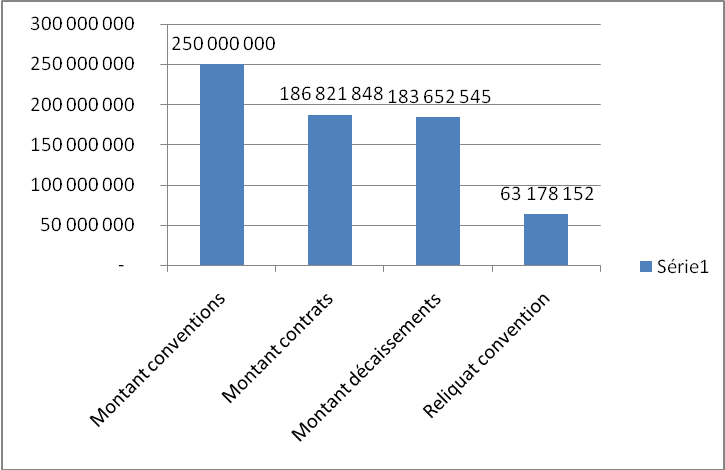 300 000 000
250 000 000
200 000 000
150 000 000
100 000 000
50 000 000
-
250 000 000
186 821 848
183 652 545
63 178 152
Montant conventions
Montant contrats
Montant décaissements
Reliquat convention
Série1